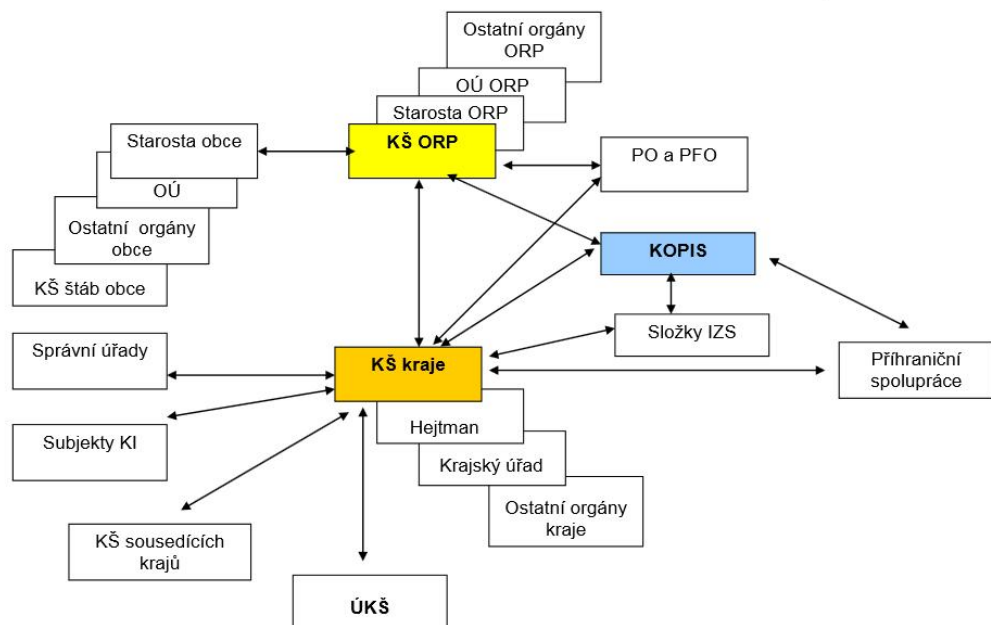 Ostatní orgány
ORP
OÚ ORP
Starosta ORP
KŠ ORP
Starosta obce
OÚ
Ostatní orgány
obce
KŠ štáb obce
PO a PFO
KOPIS
Složky IZS
Příhraniční
spolupráce
Správní úřady
KŠ kraje
Subjekty KI
Hejtman
Krajský úřad
Ostatní orgány
kraje
KŠ sousedících
krajů
ÚKŠ